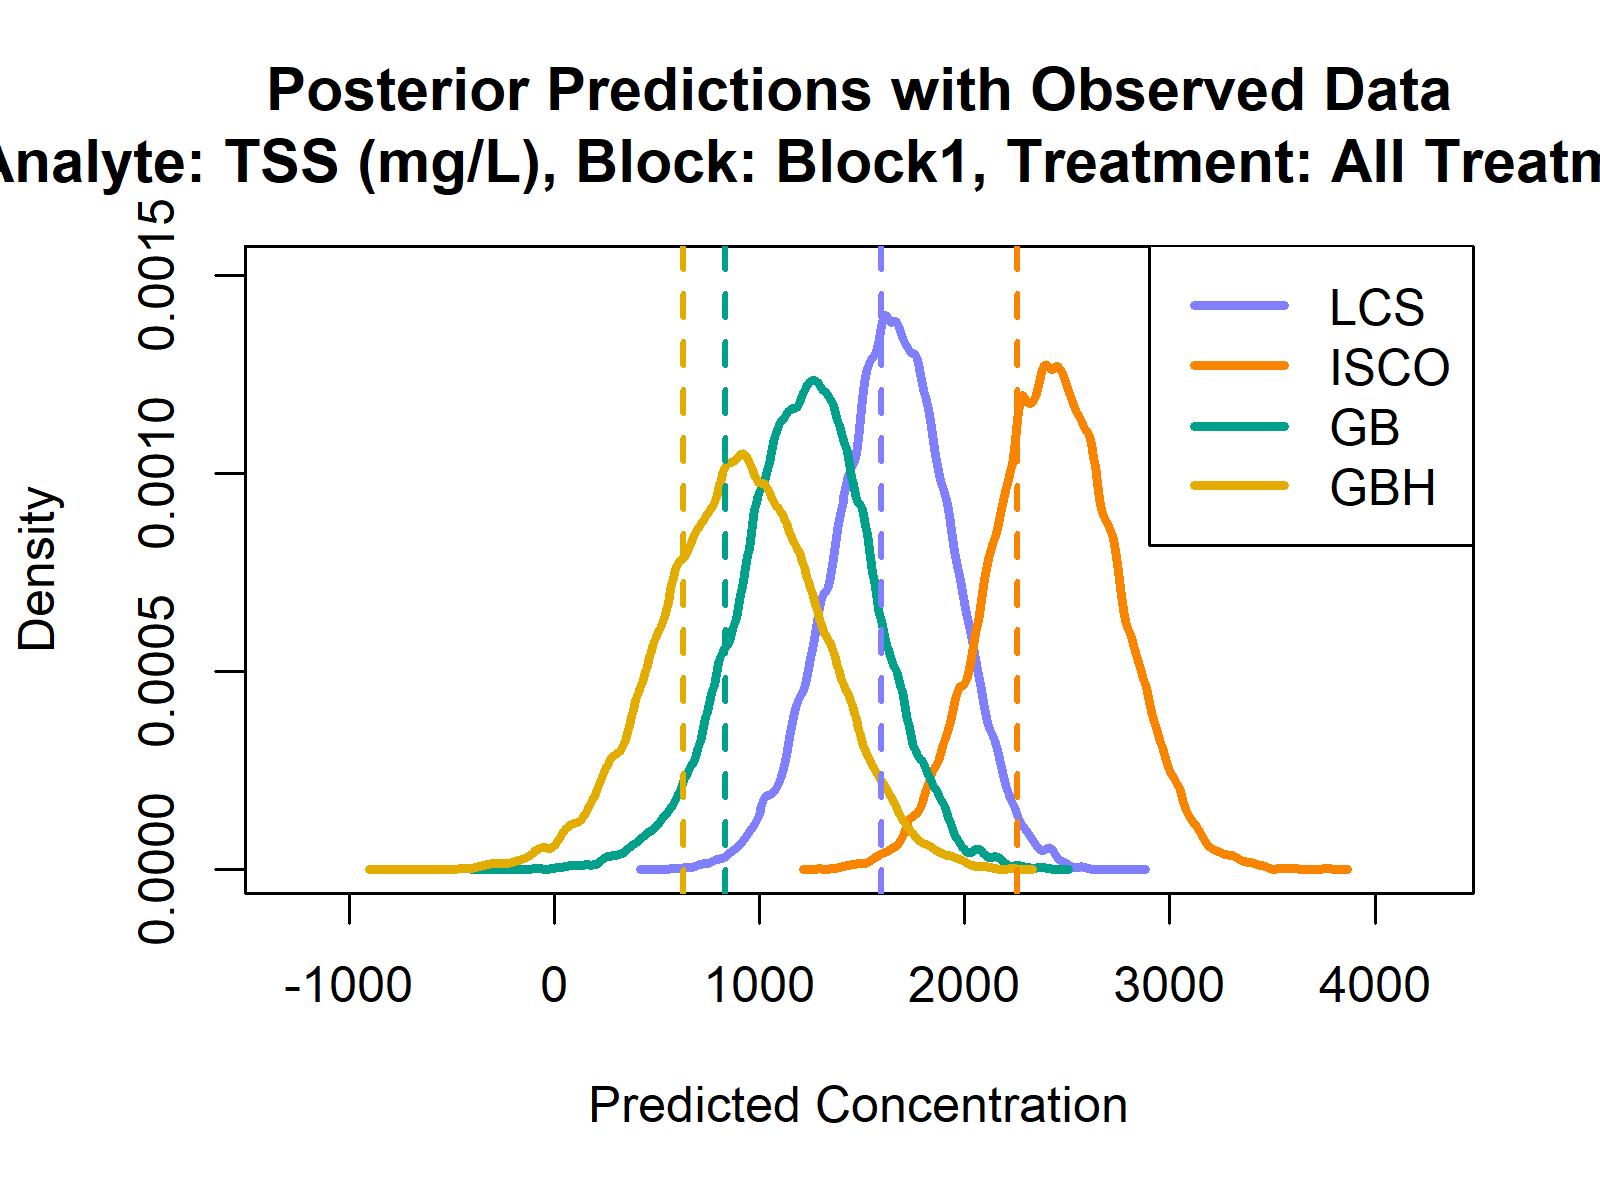 Posterior Predictions with Observed Data
Analyte: TSS (mg/L), Block: Block1, Treatment: All Treatm
0.0015
0.0010
0.0005
0.0000
Density
LCS
ISCO
GB
GBH
-1000 0 1000 2000 3000 4000
Predicted Concentration